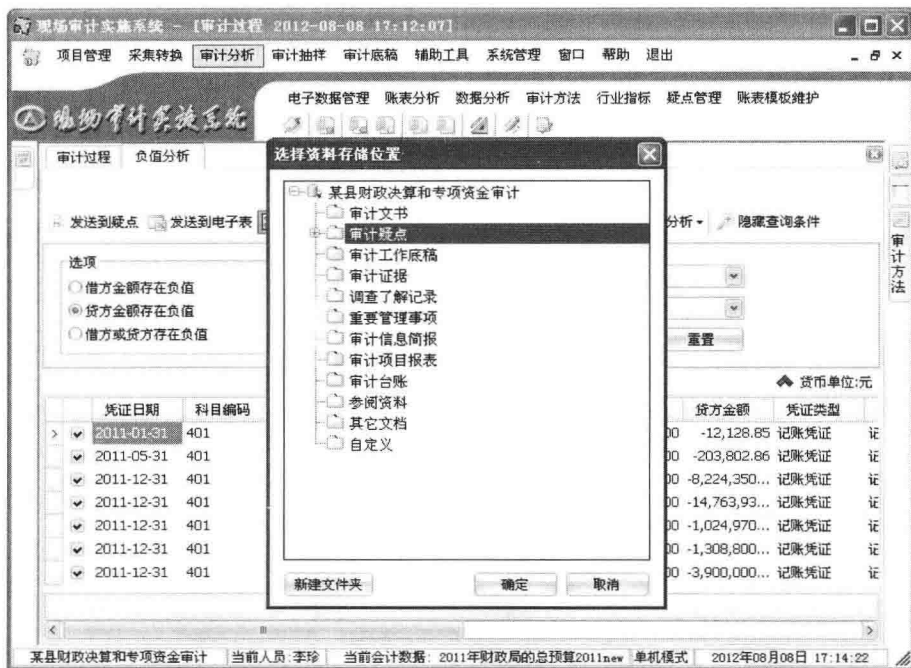 现场审计实施系统 - [审计过程 2012-08-08 17:12:07]
项目管理 采集转换 审计分析 审计抽样 审计底稿 辅助工具 系统管理 窗口 帮助 退出
电子数据管理 账表分析 数据分析 审计方法 行业指标 疑点管理 账表模板维护
现场审计实施系统
审计过程 负值分析
选择资料存储位置
某县财政决算和专项资金审计
审计文书
审计疑点
审计工作底稿
审计证据
调查了解记录
重要管理事项
审计信息简报
审计项目报表
审计台账
参阅资料
其它文档
自定义
新建文件夹 确定 取消
发送到疑点 发送到电子表 分析 隐藏查询条件
审计方法
选项
借方金额存在负值
贷方金额存在负值
借方或贷方存在负值
重置
货币单位:元
凭证日期 科目编码 贷方金额 凭证类型
2011-01-31 401 00 -12,128.85 记账凭证 记
2011-05-31 401 00 -203,802.86 记账凭证 记
2011-12-31 401 00 -8,224,350... 记账凭证 记
2011-12-31 401 00 -14,763,93... 记账凭证 记
2011-12-31 401 00 -1,024,970... 记账凭证 记
2011-12-31 401 00 -1,308,800... 记账凭证 记
2011-12-31 401 00 -3,900,000... 记账凭证 记
某县财政决算和专项资金审计 当前人员:李珍 当前会计数据: 2011年财政局的总预算2011new 单机模式 2012年08月08日 17:14:22